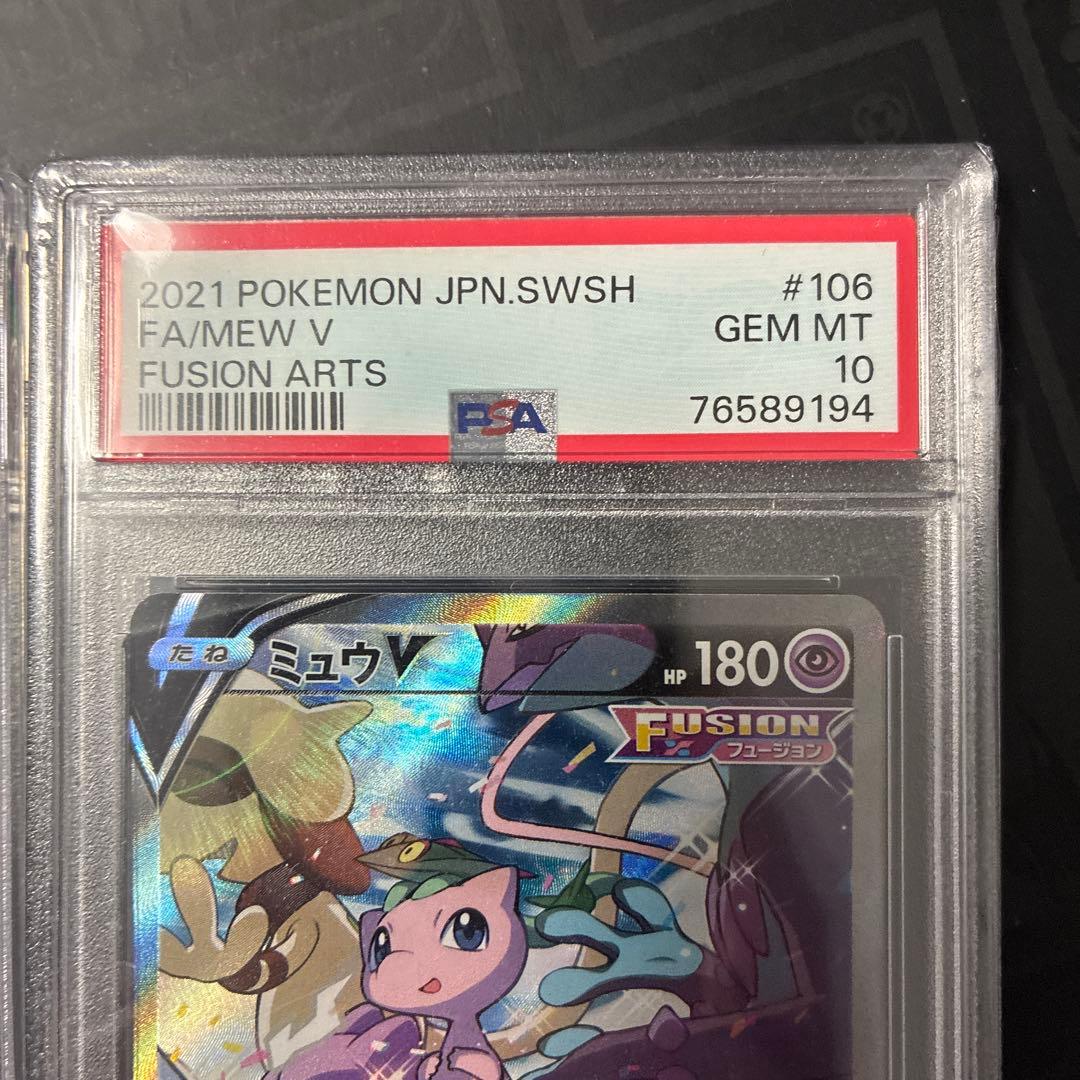 2021 POKEMON JPN.SWSH #106
FA/MEW V GEM MT
FUSION ARTS 10
PSA 76589194
たね ミュウV HP 180
FUSION
フュージョン